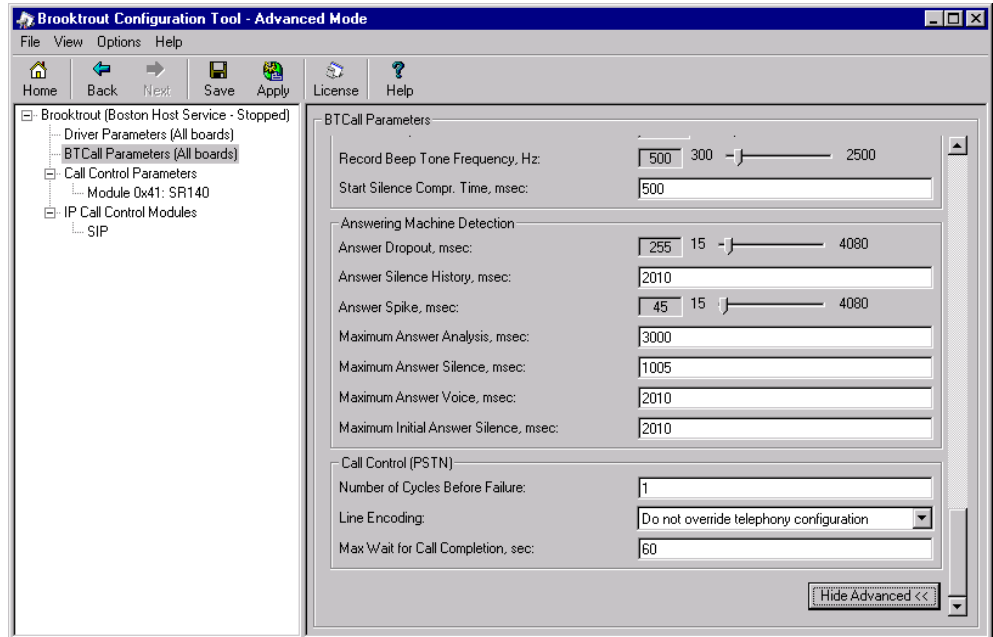 Brooktrout Configuration Tool - Advanced Mode
File View Options Help
Home Back Next Save Apply License Help
Brooktrout (Boston Host Service - Stopped)
Driver Parameters (All boards)
BTCall Parameters (All boards)
Call Control Parameters
Module 0x41: SR140
IP Call Control Modules
SIP
BTCall Parameters
Record Beep Tone Frequency, Hz: 500 300 2500
Start Silence Compr. Time, msec: 500
Answering Machine Detection
Answer Dropout, msec: 255 15 4080
Answer Silence History, msec: 2010
Answer Spike, msec: 45 15 4080
Maximum Answer Analysis, msec: 3000
Maximum Answer Silence, msec: 1005
Maximum Answer Voice, msec: 2010
Maximum Initial Answer Silence, msec: 2010
Call Control (PSTN)
Number of Cycles Before Failure: 1
Line Encoding: Do not override telephony configuration
Max Wait for Call Completion, sec: 60
Hide Advanced <<